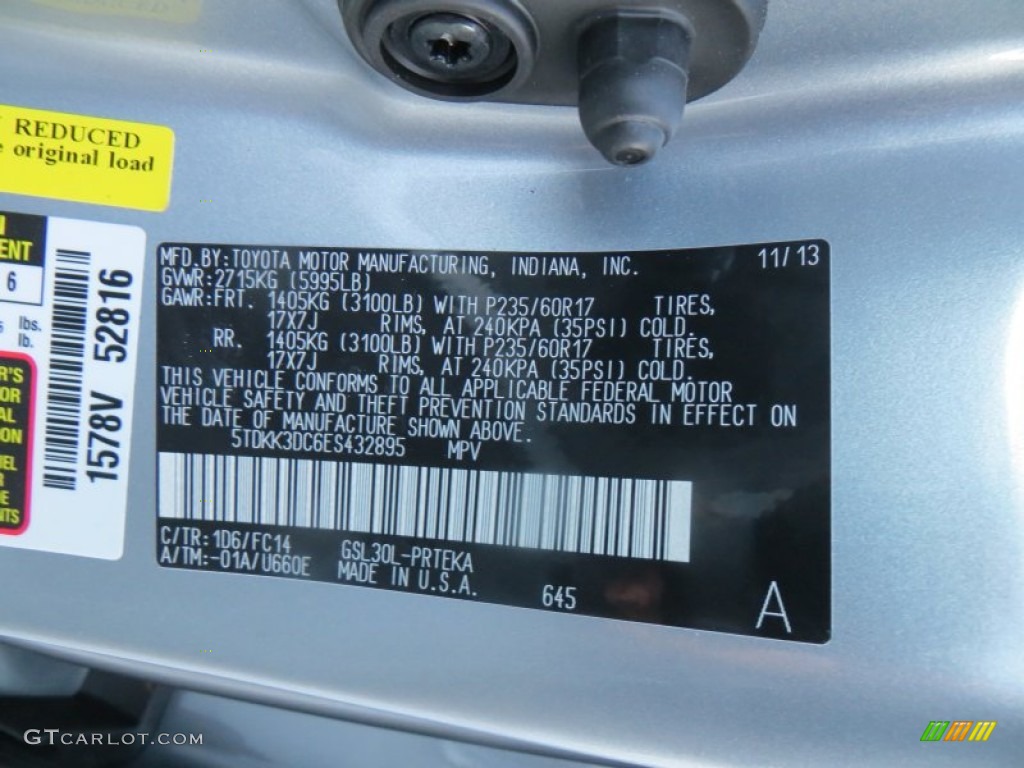 REDUCED
original load
ENT
6
lbs.
lb.
1578V 52816
MFD.BY:TOYOTA MOTOR MANUFACTURING, INDIANA, INC. 11/13
GVWR:2715KG (5995LB)
GAWR:FRT. 1405KG (3100LB) WITH P235/60R17 TIRES,
17X7J RIMS, AT 240KPA (35PSI) COLD.
RR. 1405KG (3100LB) WITH P235/60R17 TIRES,
17X7J RIMS, AT 240KPA (35PSI) COLD.
THIS VEHICLE CONFORMS TO ALL APPLICABLE FEDERAL MOTOR
VEHICLE SAFETY AND THEFT PREVENTION STANDARDS IN EFFECT ON
THE DATE OF MANUFACTURE SHOWN ABOVE.
5TDKK3DC6ES432895 MPV
C/TR:1D6/FC14 GSL30L-PRTEKA
A/TM:-01A/U660E MADE IN U.S.A.
645
A
GTCARLOT.COM